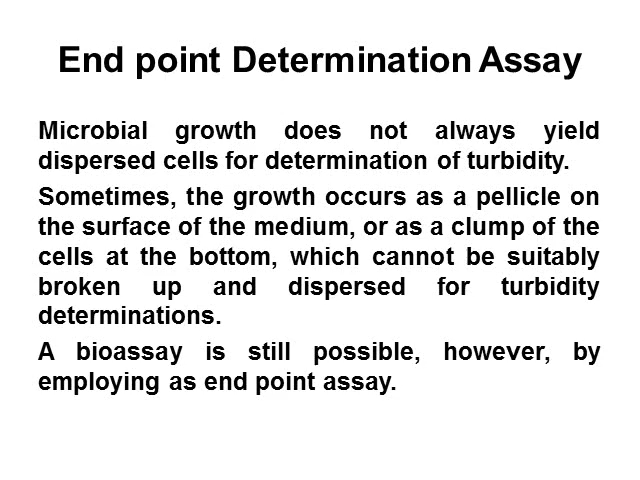 End point Determination Assay
Microbial growth does not always yield
dispersed cells for determination of turbidity.
Sometimes, the growth occurs as a pellicle on
the surface of the medium, or as a clump of the
cells at the bottom, which cannot be suitably
broken up and dispersed for turbidity
determinations.
A bioassay is still possible, however, by
employing as end point assay.